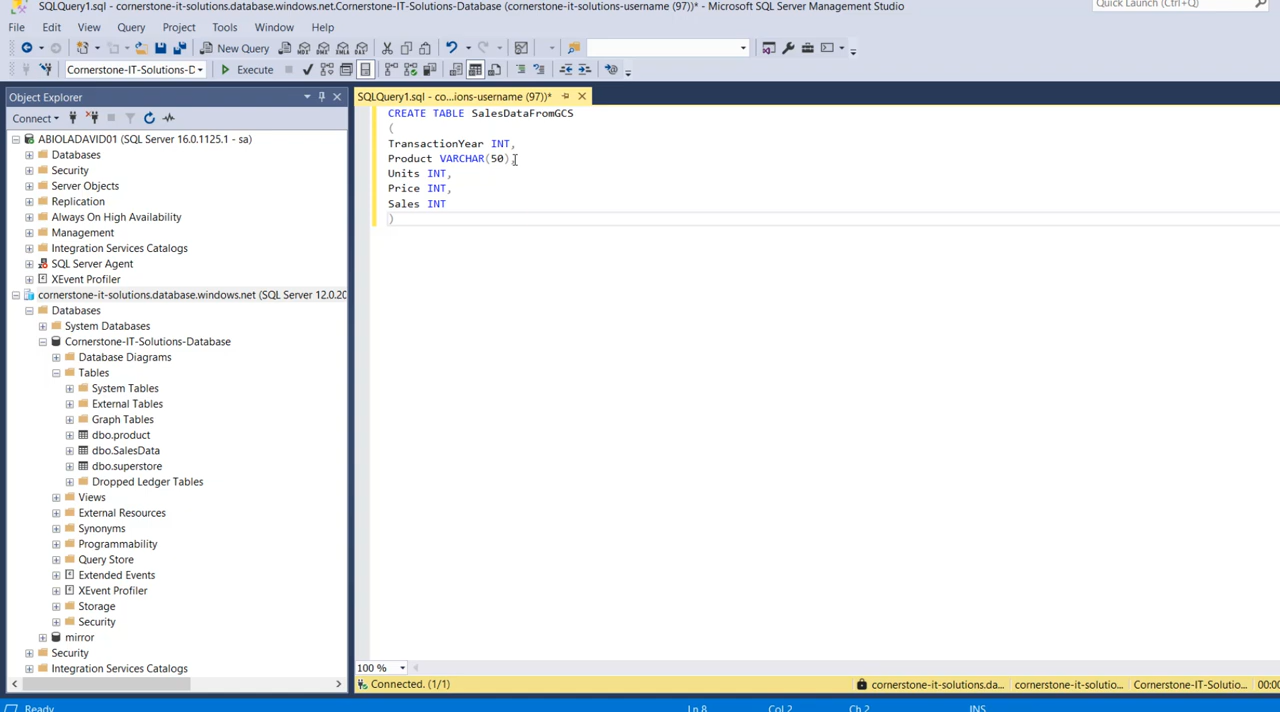 SQLQuery1.sql - cornerstone-it-solutions.database.windows.net.Cornerstone-IT-Solutions-Database (cornerstone-it-solutions-username (97))* - Microsoft SQL Server Management Studio
Quick Launch (Ctrl+Q)
File Edit View Query Project Tools Window Help
New Query
Cornerstone-IT-Solutions-D
Execute
Object Explorer
SQLQuery1.sql - co...ions-username (97))*
Connect
ABIOLADAVID01 (SQL Server 16.0.1125.1 - sa)
Databases
Security
Server Objects
Replication
Always On High Availability
Management
Integration Services Catalogs
SQL Server Agent
XEvent Profiler
cornerstone-it-solutions.database.windows.net (SQL Server 12.0.20
Databases
System Databases
Cornerstone-IT-Solutions-Database
Database Diagrams
Tables
System Tables
External Tables
Graph Tables
dbo.product
dbo.SalesData
dbo.superstore
Dropped Ledger Tables
Views
External Resources
Synonyms
Programmability
Query Store
Extended Events
XEvent Profiler
Storage
Security
mirror
Security
Integration Services Catalogs
CREATE TABLE SalesDataFromGCS
(
TransactionYear INT,
Product VARCHAR(50),
Units INT,
Price INT,
Sales INT
)
100 %
Connected. (1/1)
cornerstone-it-solutions.da...
cornerstone-it-solutio...
Cornerstone-IT-Solutio...
00:00
Ready
Ln 8
Col 2
Ch 2
INS